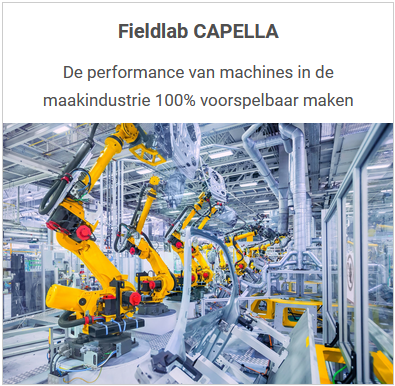 Fieldlab CAPELLA
De performance van machines in de
maakindustrie 100% voorspelbaar maken